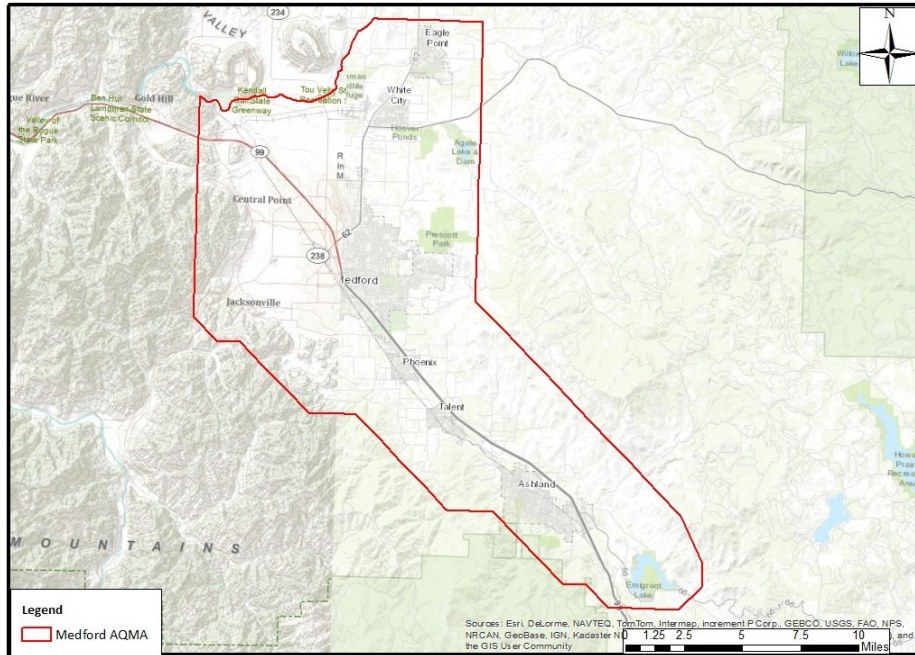 234
N
VALLEY
Eagle
Point
62
Gold Hill
Ben Hur
Lampman State
Scenic Corridor
gue River
Valley of
the Rogue
State Park
Kendall
State
Greenway
Tou Velle St
Recreation
White
City
Hoover
Ponds
Agate
Lake &
Dam
99
Central Point
62
Prescott
Park
238
Medford
Jacksonville
Phoenix
Talent
Ashland
MOUNTAINS
Emigrant
Lake
66
66
Legend
Medford AQMA
Sources: Esri, DeLorme, NAVTEQ, TomTom, Intermap, increment P Corp., GEBCO, USGS, FAO, NPS,
NRCAN, GeoBase, IGN, Kadaster
the GIS User Community
0 1.25 2.5 5 7.5 10
Miles